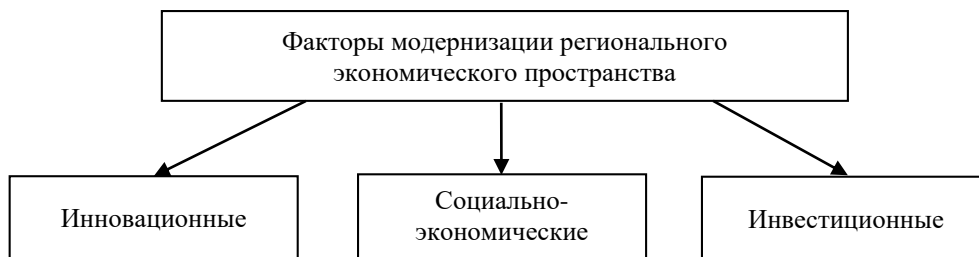 Факторы модернизации регионального
экономического пространства
Инновационные
Социально-
экономические
Инвестиционные